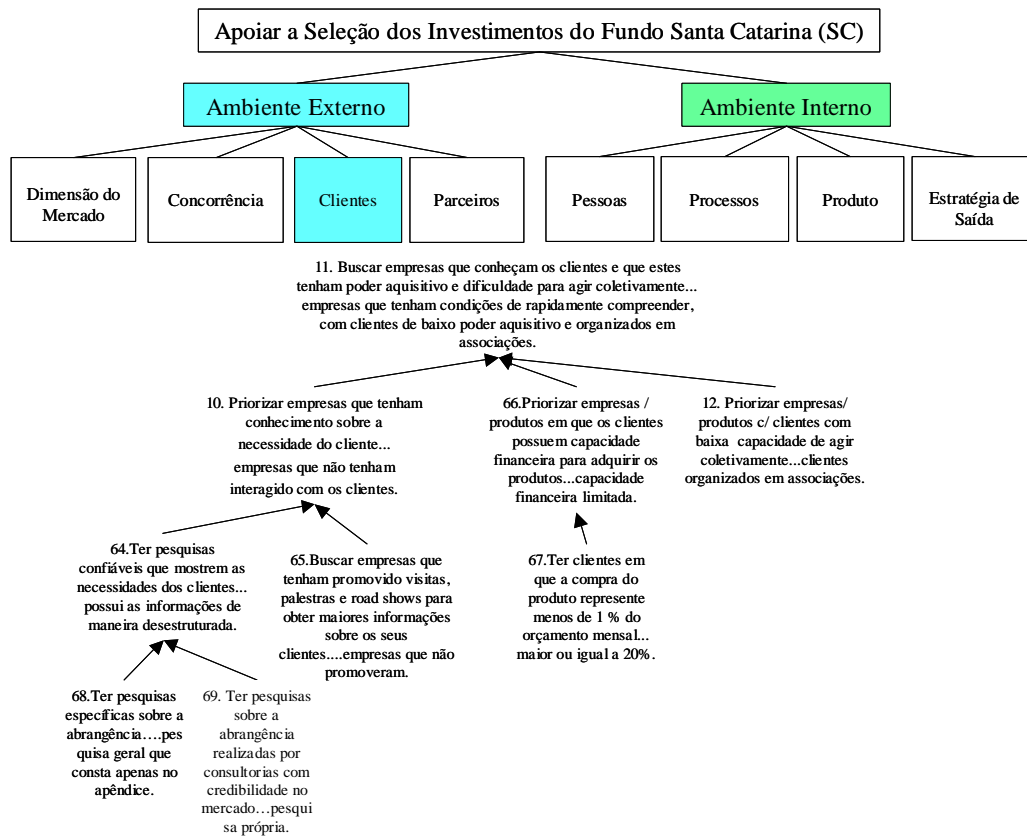 Apoiar a Seleção dos Investimentos do Fundo Santa Catarina (SC)
Ambiente Externo
Ambiente Interno
Dimensão do
Mercado
Concorrência
Clientes
Parceiros
Pessoas
Processos
Produto
Estratégia de
Saída
11. Buscar empresas que conheçam os clientes e que estes
tenham poder aquisitivo e dificuldade para agir coletivamente...
empresas que tenham condições de rapidamente compreender,
com clientes de baixo poder aquisitivo e organizados em
associações.
10. Priorizar empresas que tenham
conhecimento sobre a
necessidade do cliente...
empresas que não tenham
interagido com os clientes.
66.Priorizar empresas /
produtos em que os clientes
possuem capacidade
financeira para adquirir os
produtos...capacidade
financeira limitada.
12. Priorizar empresas/
produtos c/ clientes com
baixa capacidade de agir
coletivamente...clientes
organizados em associações.
64.Ter pesquisas
confiáveis que mostrem as
necessidades dos clientes...
possui as informações de
maneira desestruturada.
65.Buscar empresas que
tenham promovido visitas,
palestras e road shows para
obter maiores informações
sobre os seus
clientes....empresas que não
promoveram.
67.Ter clientes em
que a compra do
produto represente
menos de 1 % do
orçamento mensal...
maior ou igual a 20%.
68.Ter pesquisas
específicas sobre a
abrangência….pes
quisa geral que
consta apenas no
apêndice.
69. Ter pesquisas
sobre a
abrangência
realizadas por
consultorias com
credibilidade no
mercado…pesqui
sa própria.